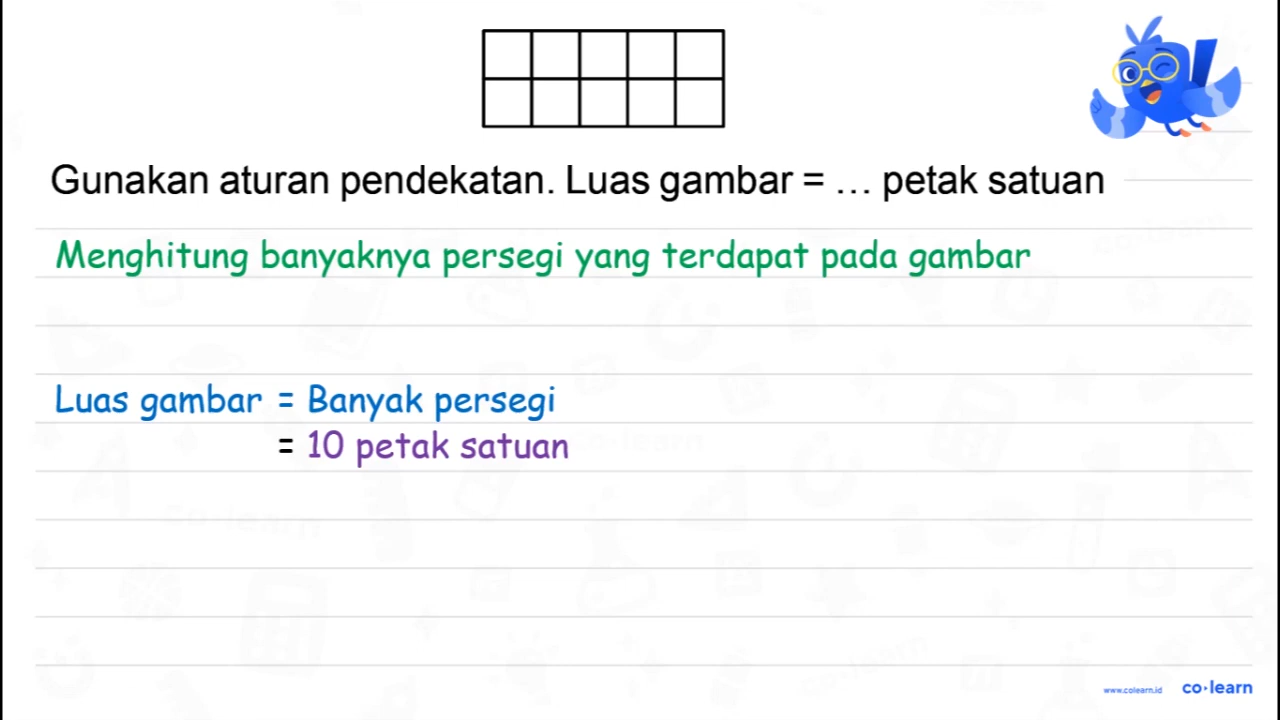 Gunakan aturan pendekatan. Luas gambar = ... petak satuan
Menghitung banyaknya persegi yang terdapat pada gambar
Luas gambar = Banyak persegi
= 10 petak satuan
www.colearn.id co·learn